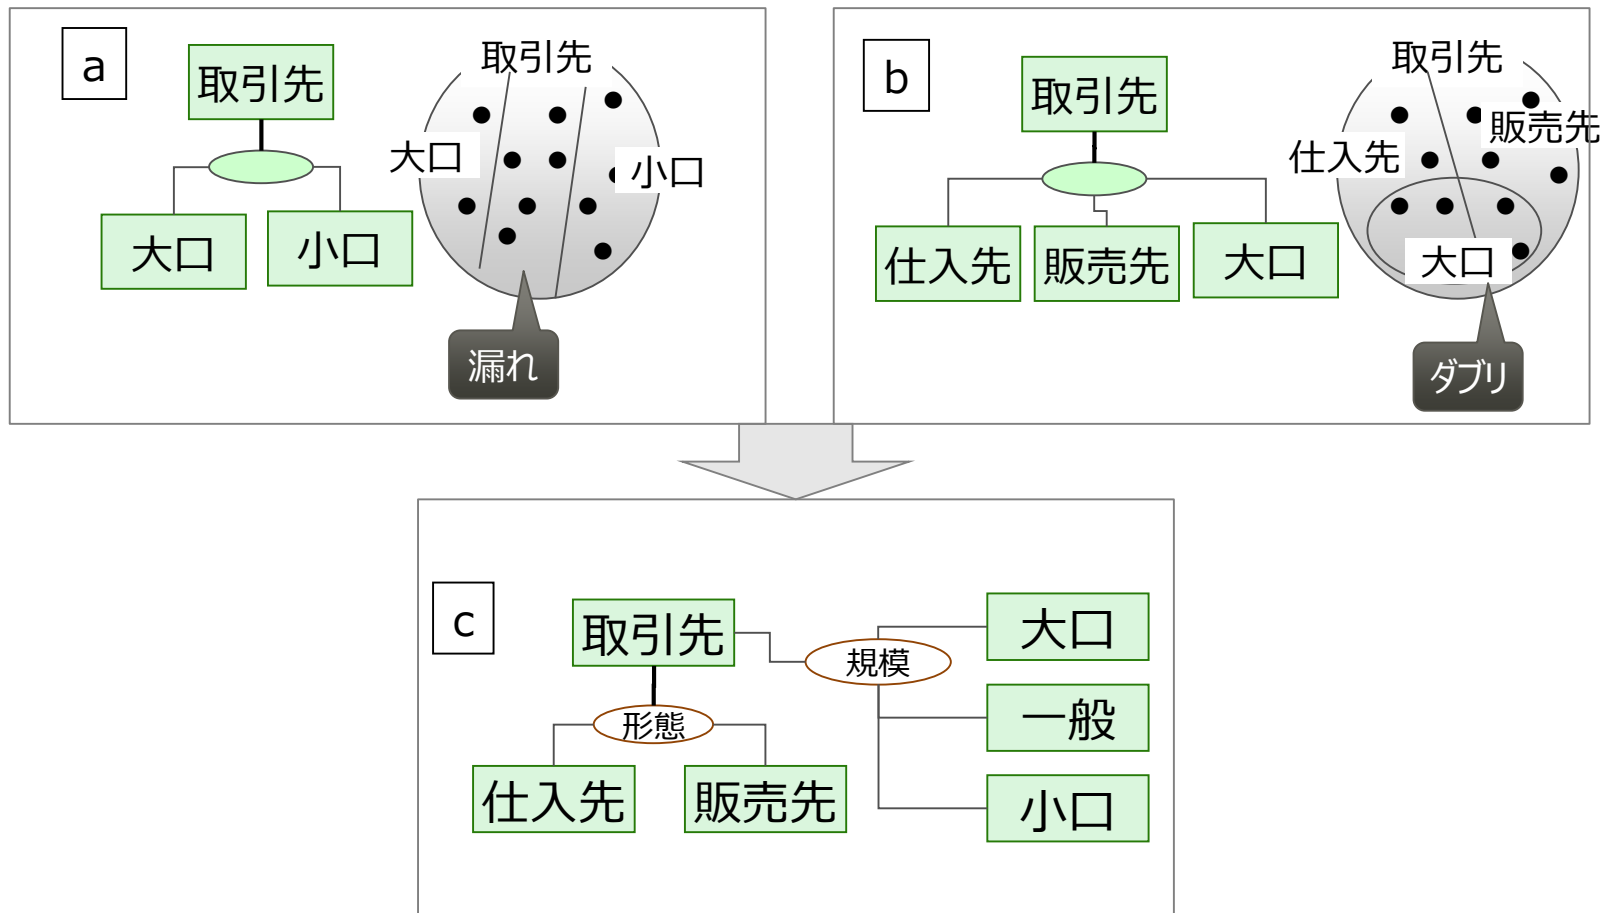 a
取引先
大口
小口
取引先
大口
小口
漏れ
b
取引先
仕入先
販売先
大口
取引先
仕入先
販売先
大口
ダブリ
c
取引先
規模
大口
一般
小口
形態
仕入先
販売先